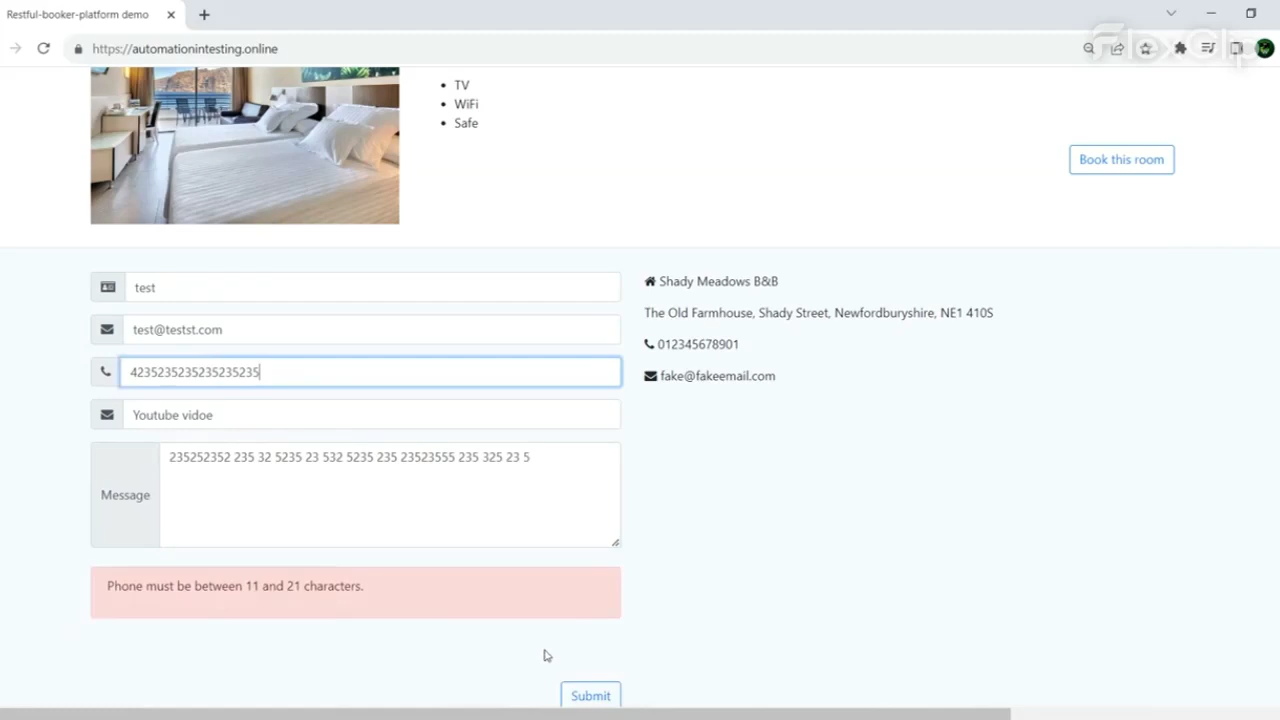 Restful-booker-platform demo
https://automationintesting.online
FlexClip
TV
WiFi
Safe
Book this room
test
test@testst.com
4235235235235235235
Youtube vidoe
Message
235252352 235 32 5235 23 532 5235 235 23523555 235 325 23 5
Phone must be between 11 and 21 characters.
Submit
Shady Meadows B&B
The Old Farmhouse, Shady Street, Newfordburyshire, NE1 410S
012345678901
fake@fakeemail.com